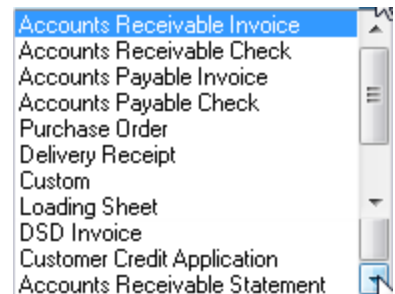 Accounts Receivable Invoice
Accounts Receivable Check
Accounts Payable Invoice
Accounts Payable Check
Purchase Order
Delivery Receipt
Custom
Loading Sheet
DSD Invoice
Customer Credit Application
Accounts Receivable Statement